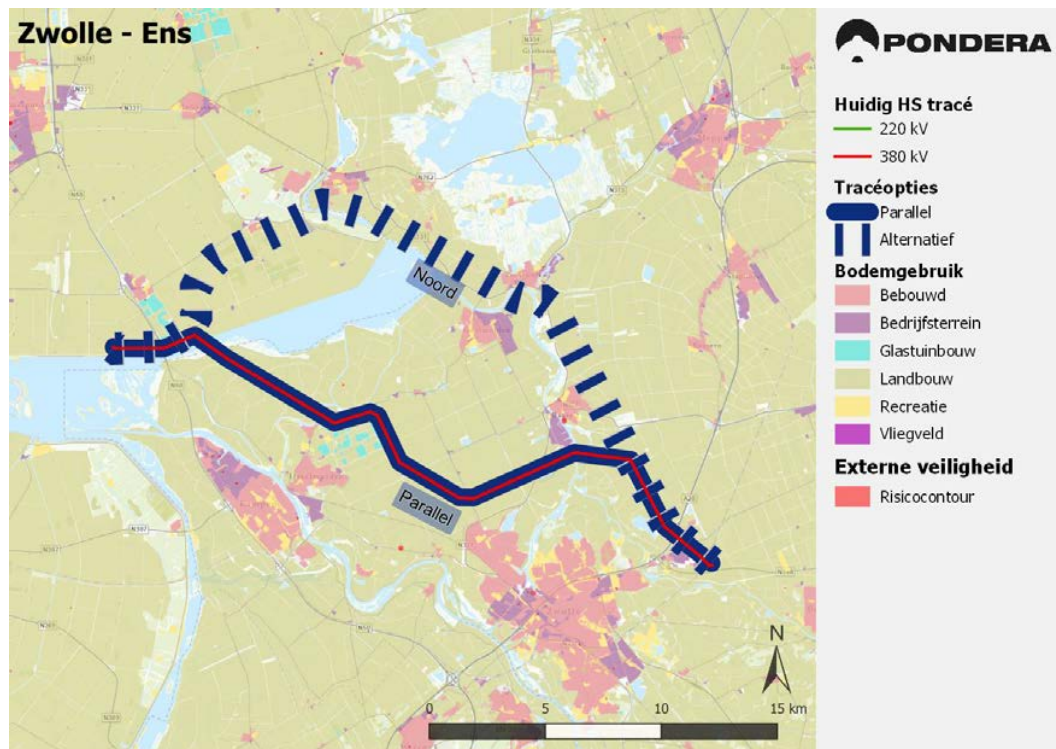 Zwolle - Ens
PONDERA
Huidig HS tracé
220 kV
380 kV
Tracéopties
Parallel
Alternatief
Bodemgebruik
Bebouwd
Bedrijfsterrein
Glastuinbouw
Landbouw
Recreatie
Vliegveld
Externe veiligheid
Risicocontour
Noord
Parallel
Zwolle
N
0
5
10
15 km